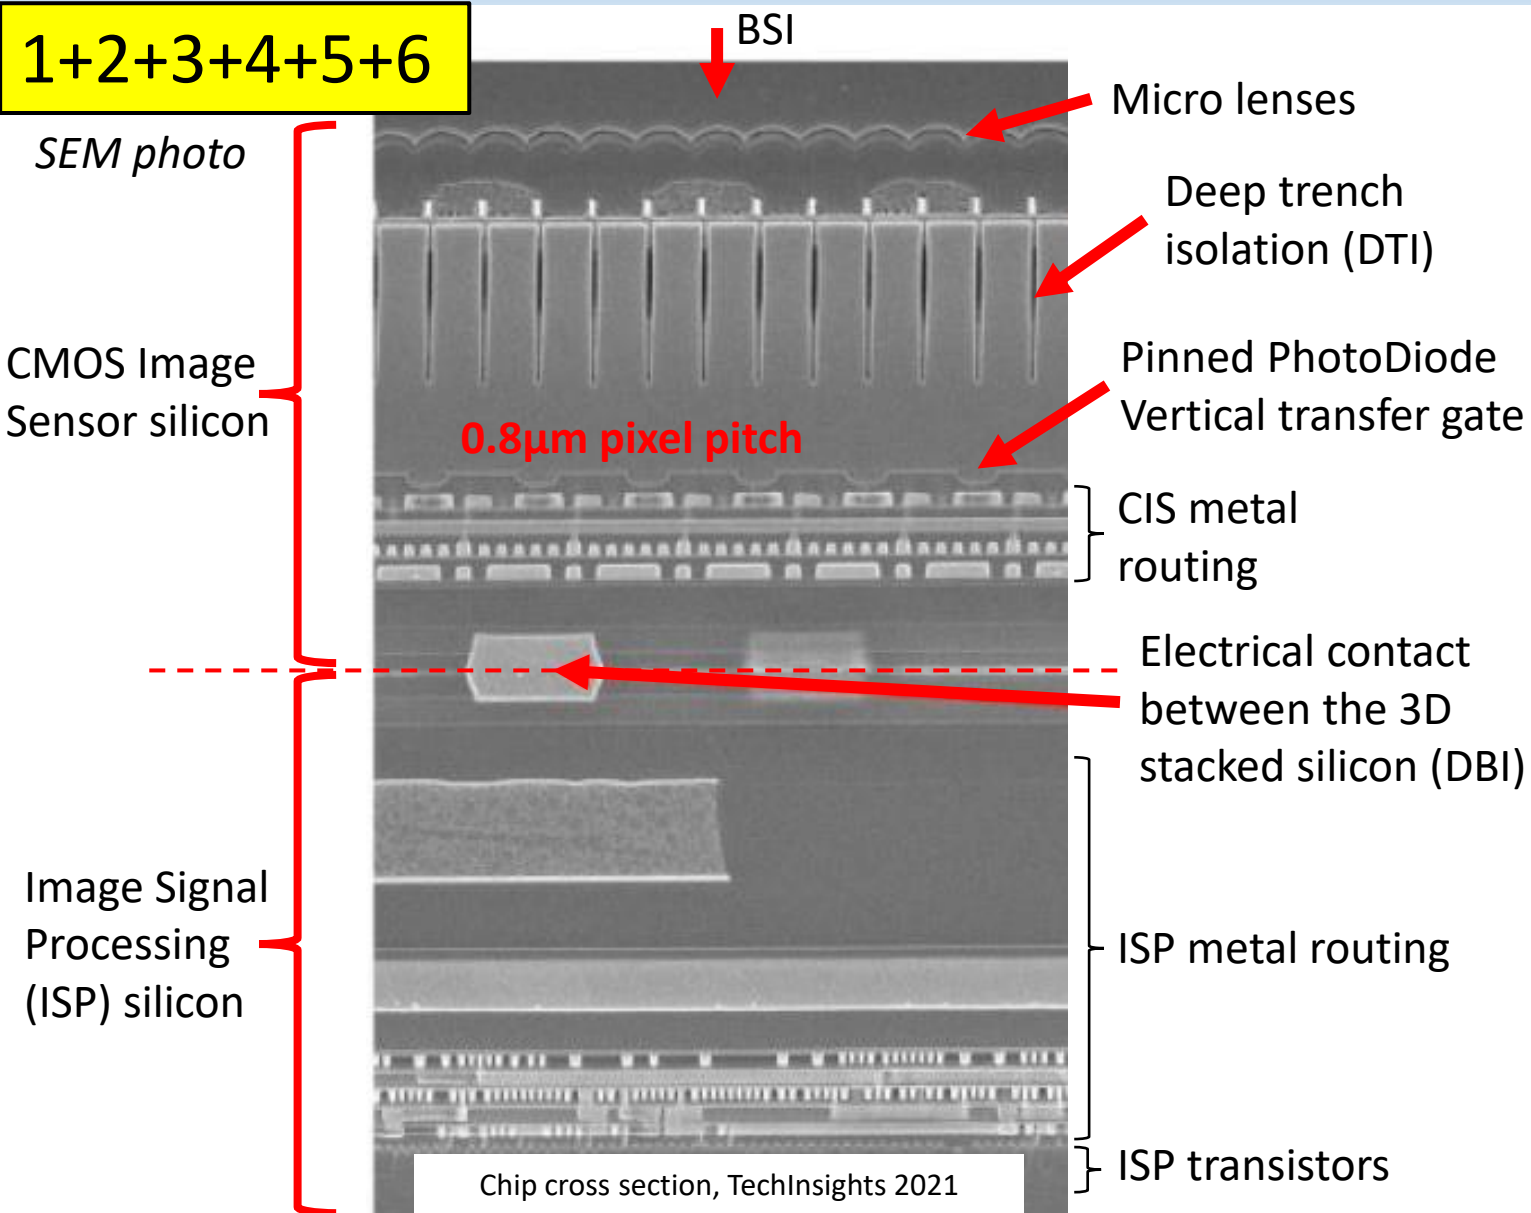 1+2+3+4+5+6
BSI
SEM photo
Micro lenses
Deep trench
isolation (DTI)
CMOS Image
Sensor silicon
Pinned PhotoDiode
Vertical transfer gate
0.8µm pixel pitch
CIS metal
routing
Electrical contact
between the 3D
stacked silicon (DBI)
Image Signal
Processing
(ISP) silicon
ISP metal routing
ISP transistors
Chip cross section, TechInsights 2021